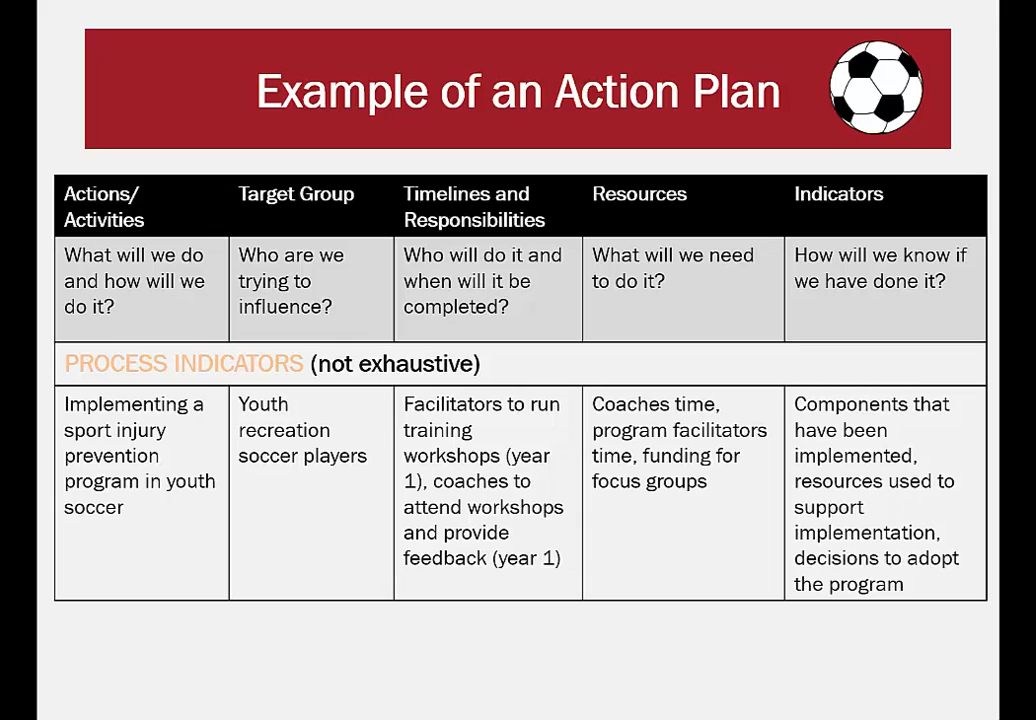 Example of an Action Plan
Actions/
Activities
Target Group
Timelines and
Responsibilities
Resources
Indicators
What will we do
and how will we
do it?
Who are we
trying to
influence?
Who will do it and
when will it be
completed?
What will we need
to do it?
How will we know if
we have done it?
PROCESS INDICATORS (not exhaustive)
Implementing a
sport injury
prevention
program in youth
soccer
Youth
recreation
soccer players
Facilitators to run
training
workshops (year
1), coaches to
attend workshops
and provide
feedback (year 1)
Coaches time,
program facilitators
time, funding for
focus groups
Components that
have been
implemented,
resources used to
support
implementation,
decisions to adopt
the program